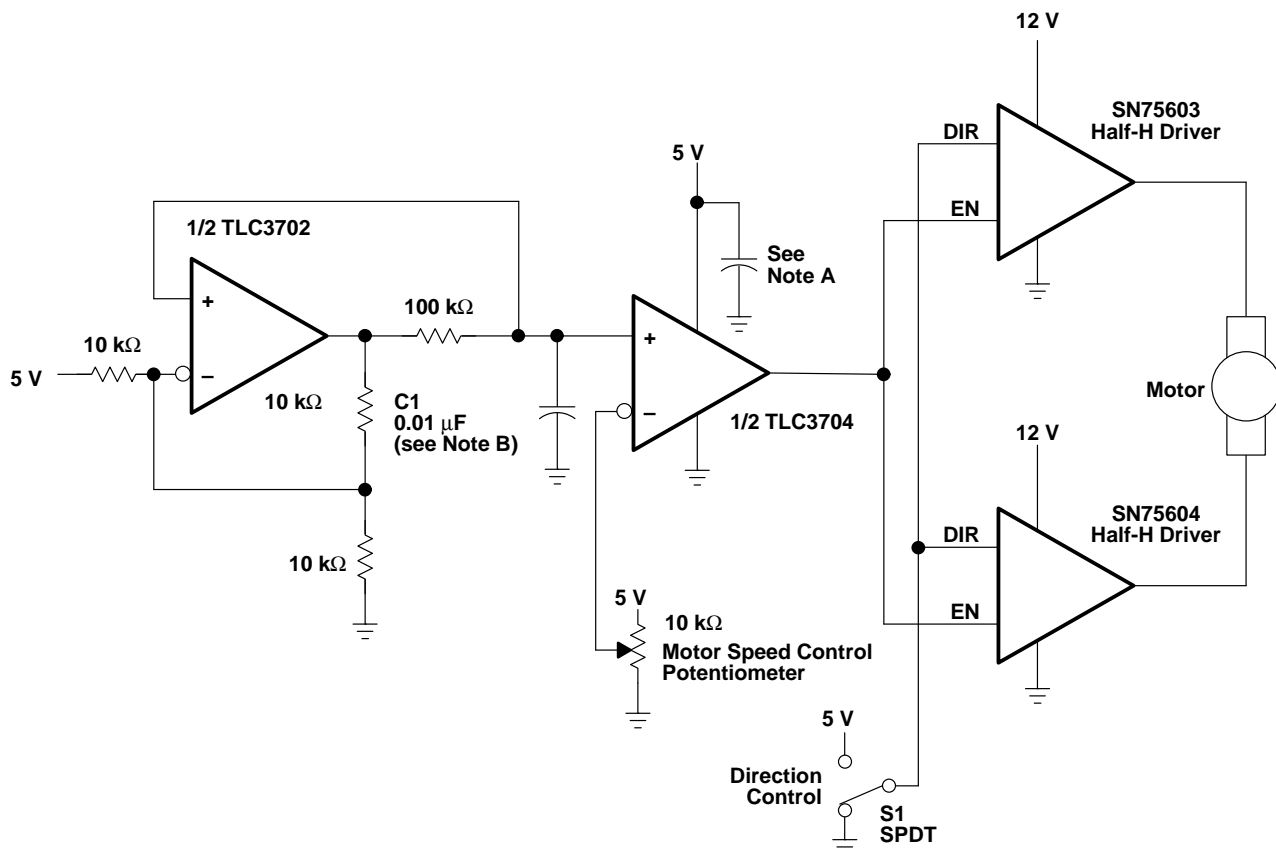 12 V
SN75603
Half-H Driver
DIR
5 V
EN
1/2 TLC3702
See
Note A
+
100 kΩ
10 kΩ
+
5 V
–
10 kΩ
C1
0.01 μF
(see Note B)
–
1/2 TLC3704
Motor
12 V
SN75604
Half-H Driver
DIR
10 kΩ
5 V
10 kΩ
EN
Motor Speed Control
Potentiometer
5 V
Direction
Control
S1
SPDT